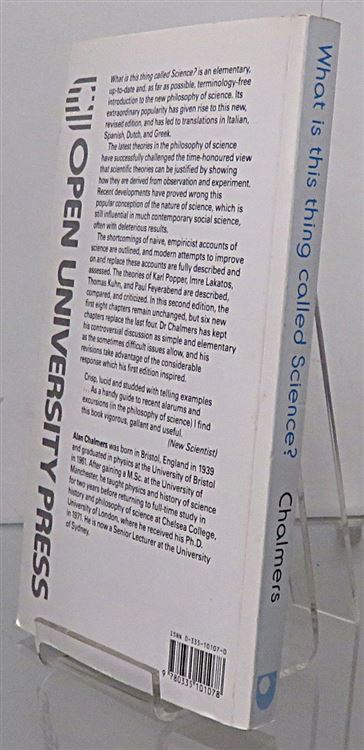 What is this thing called Science? is an elementary,
up-to-date and, as far as possible, terminology-free
introduction to the new philosophy of science. Its
extraordinary popularity has given rise to this new,
revised edition, and has led to translations in Italian,
Spanish, Dutch, and Greek.
The latest theories in the philosophy of science
have successfully challenged the time-honoured view
that scientific theories can be justified by showing
how they are derived from observation and experiment.
Recent developments have proved wrong this
popular conception of the nature of science, which is
still influential in much contemporary social science,
often with deleterious results.
The shortcomings of naive, empiricist accounts of
science are outlined, and modern attempts to improve
on and replace these accounts are fully described and
assessed. The theories of Karl Popper, Imre Lakatos,
Thomas Kuhn, and Paul Feyerabend are described,
compared, and criticized. In this second edition, the
first eight chapters remain unchanged, but six new
chapters replace the last four. Dr Chalmers has kept
his controversial discussion as simple and elementary
as the sometimes difficult issues allow, and his
revisions take advantage of the considerable
response which his first edition inspired.
Crisp, lucid and studded with telling examples
... As a handy guide to recent alarums and
excursions (in the philosophy of science) I find
this book vigorous, gallant and useful.
(New Scientist)
Alan Chalmers was born in Bristol, England in 1939
and graduated in physics at the University of Bristol
in 1961. After gaining a M.Sc. at the University of
Manchester, he taught physics and history of science
for two years before returning to full-time study in
history and philosophy of science at Chelsea College,
University of London, where he received his Ph.D.
in 1971. He is now a Senior Lecturer at the University
of Sydney.
OPEN UNIVERSITY PRESS
ISBN 0-335-10107-0
9 780335 101078
What is this thing called Science? Chalmers